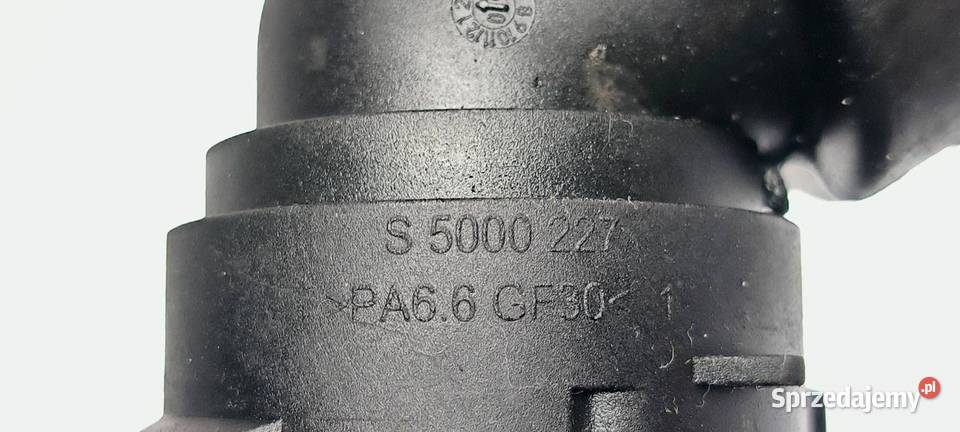 S 5000 227
>PA6.6 GF30< 1
Sprzedajemy.pl